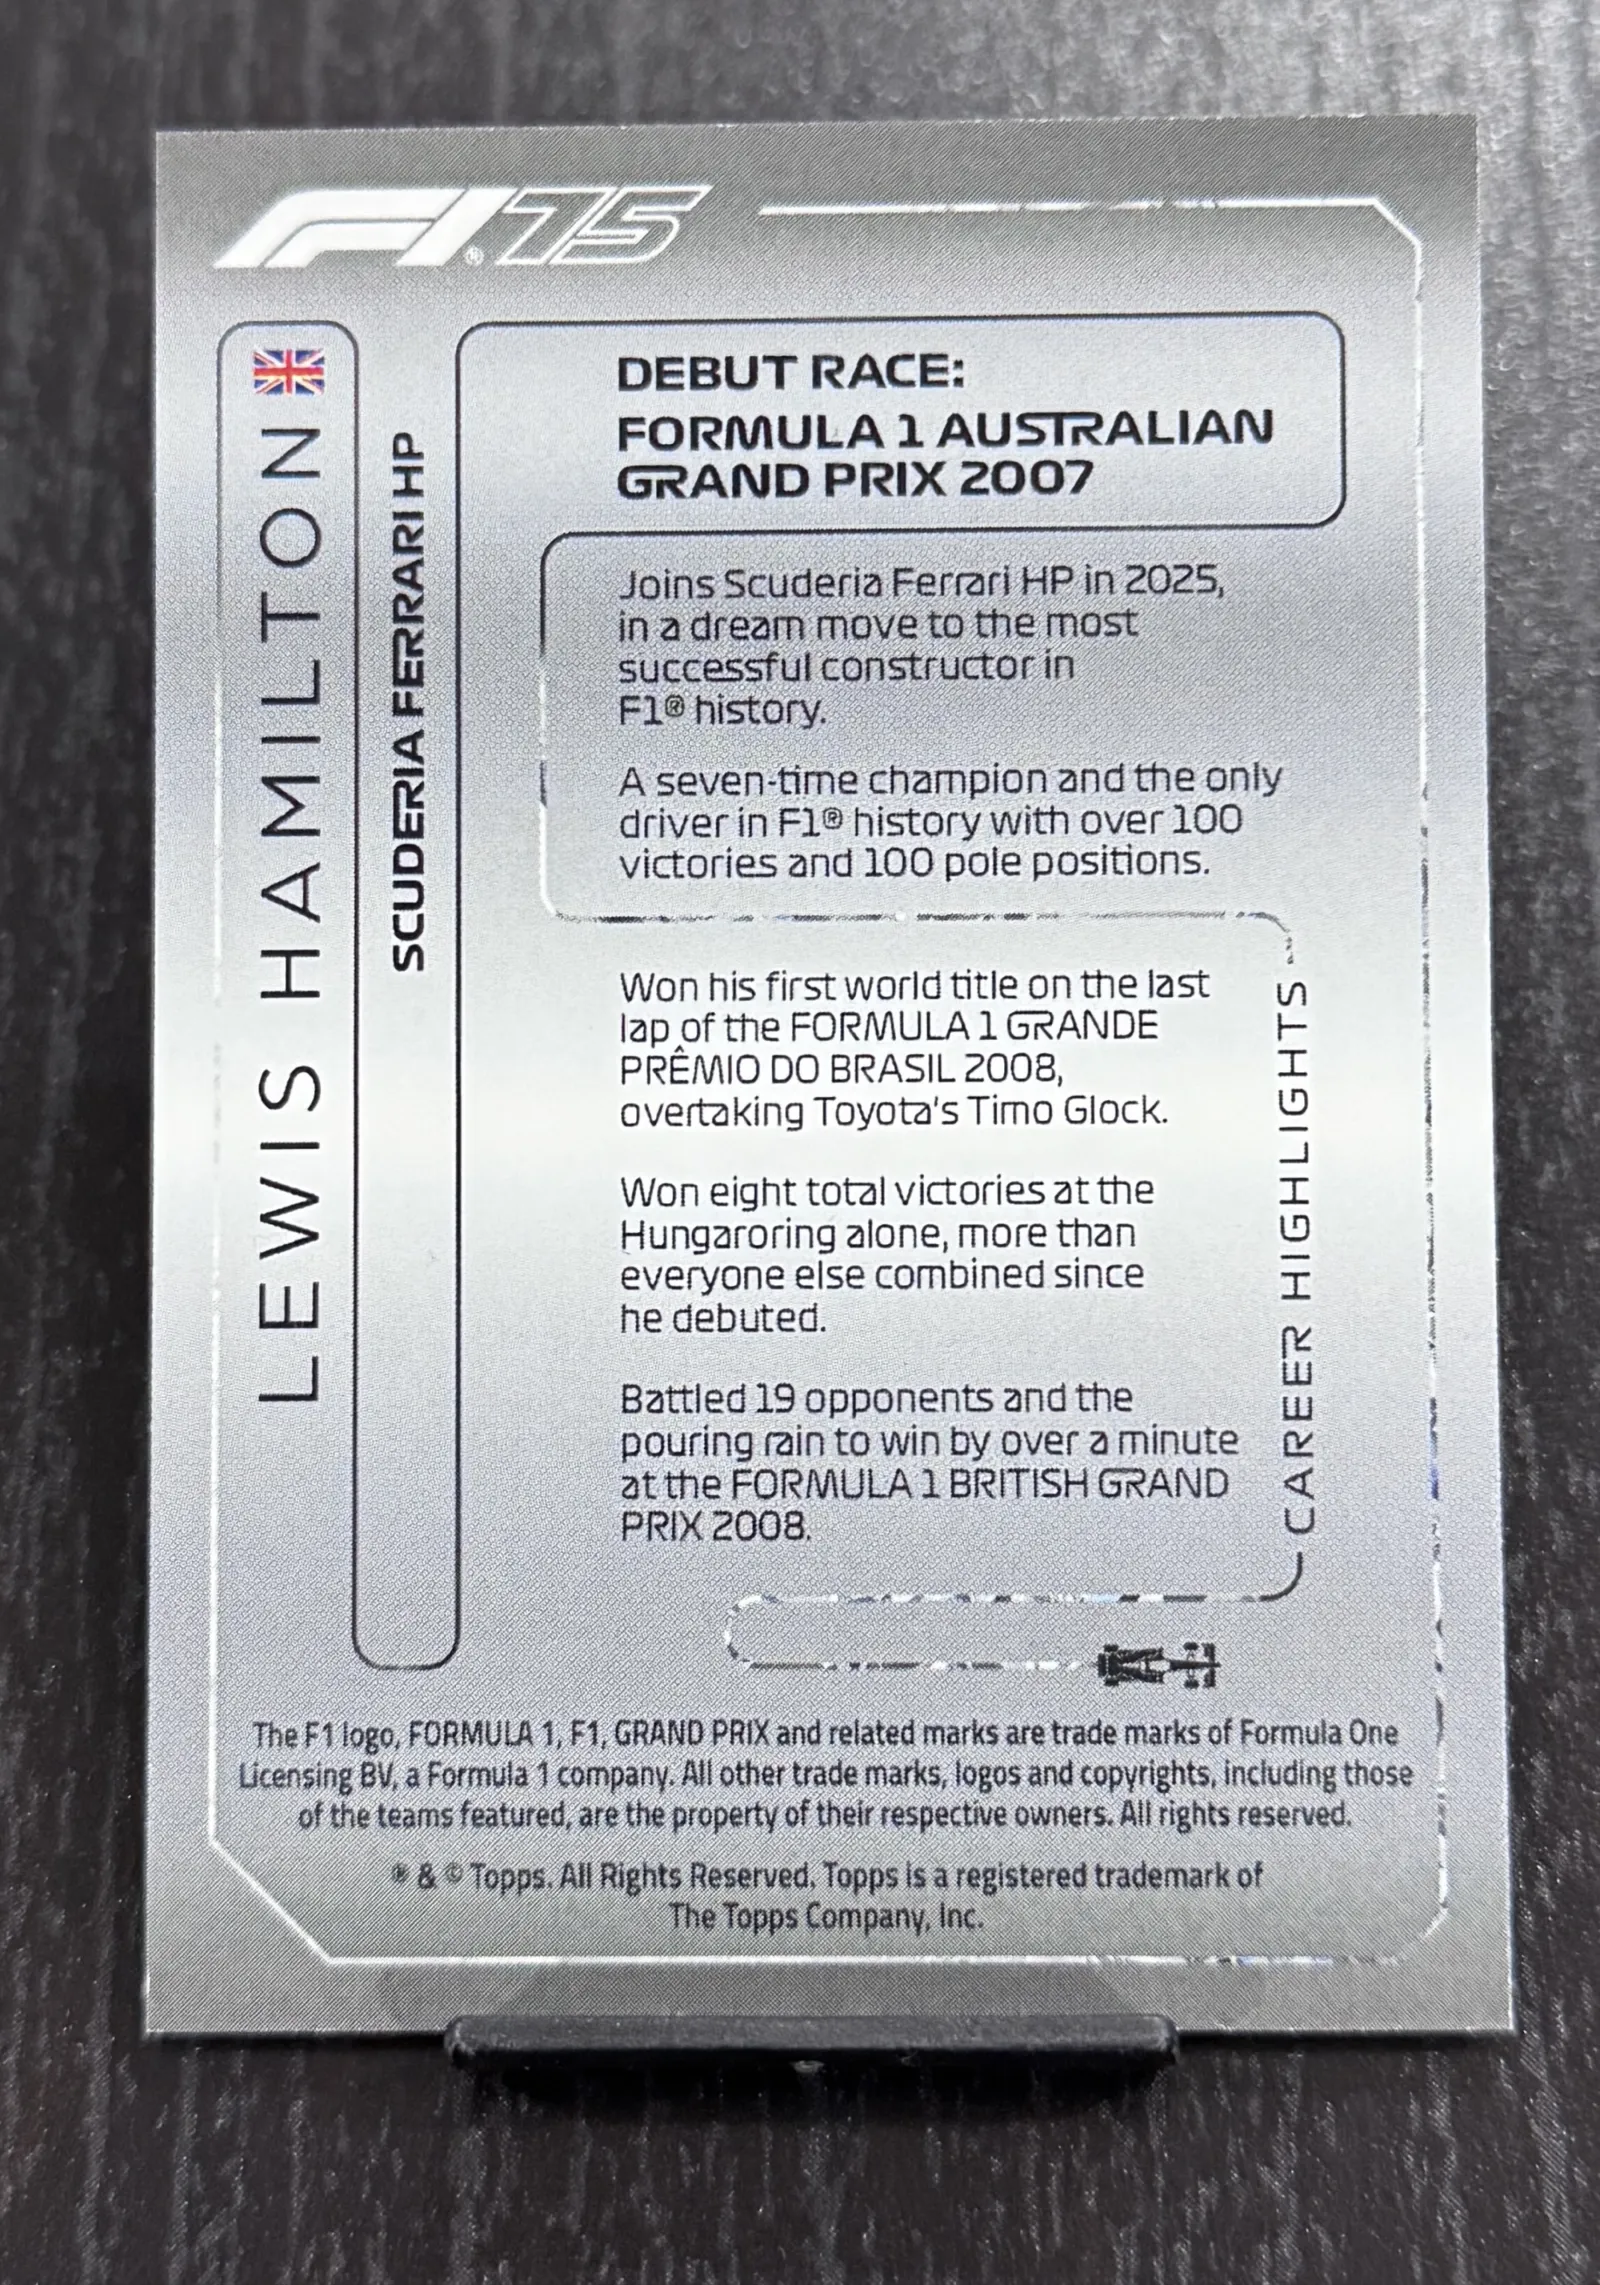 F1® 75
LEWIS HAMILTON
SCUDERIA FERRARI HP
DEBUT RACE:
FORMULA 1 AUSTRALIAN
GRAND PRIX 2007
Joins Scuderia Ferrari HP in 2025,
in a dream move to the most
successful constructor in
F1® history.
A seven-time champion and the only
driver in F1® history with over 100
victories and 100 pole positions.
Won his first world title on the last
lap of the FORMULA 1 GRANDE
PRÊMIO DO BRASIL 2008,
overtaking Toyota's Timo Glock.
Won eight total victories at the
Hungaroring alone, more than
everyone else combined since
he debuted.
Battled 19 opponents and the
pouring rain to win by over a minute
at the FORMULA 1 BRITISH GRAND
PRIX 2008.
CAREER HIGHLIGHTS
The F1 logo, FORMULA 1, F1, GRAND PRIX and related marks are trade marks of Formula One
Licensing BV, a Formula 1 company. All other trade marks, logos and copyrights, including those
of the teams featured, are the property of their respective owners. All rights reserved.
® & © Topps. All Rights Reserved. Topps is a registered trademark of
The Topps Company, Inc.